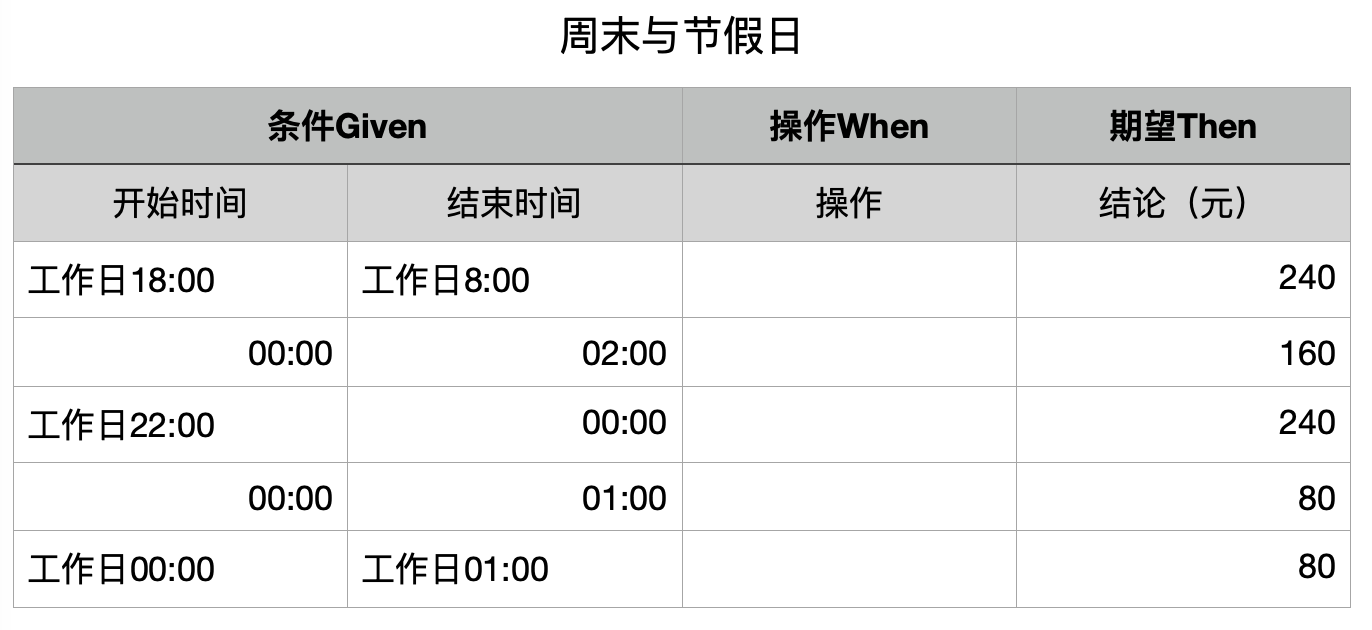 周末与节假日
条件Given 操作When 期望Then
开始时间 结束时间 操作 结论（元）
工作日18:00 工作日8:00 240
00:00 02:00 160
工作日22:00 00:00 240
00:00 01:00 80
工作日00:00 工作日01:00 80